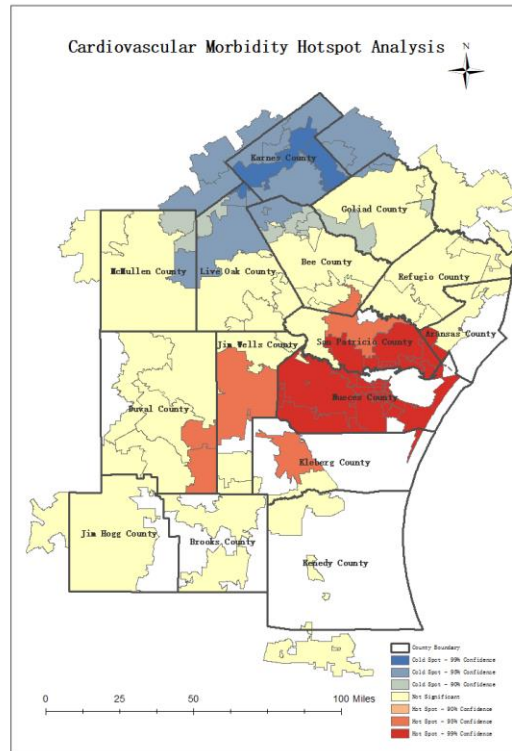 Cardiovascular Morbidity Hotspot Analysis
N
Karnes County
Goliad County
Bee County
McMullen County
Live Oak County
Refugio County
Aransas County
San Patricio County
Jim Wells County
Nueces County
Duval County
Kleberg County
Jim Hogg County
Brooks County
Kenedy County
County Boundary
Cold Spot - 99% Confidence
Cold Spot - 95% Confidence
Cold Spot - 90% Confidence
Not Significant
Hot Spot - 90% Confidence
Hot Spot - 95% Confidence
Hot Spot - 99% Confidence
0 25 50 100 Miles